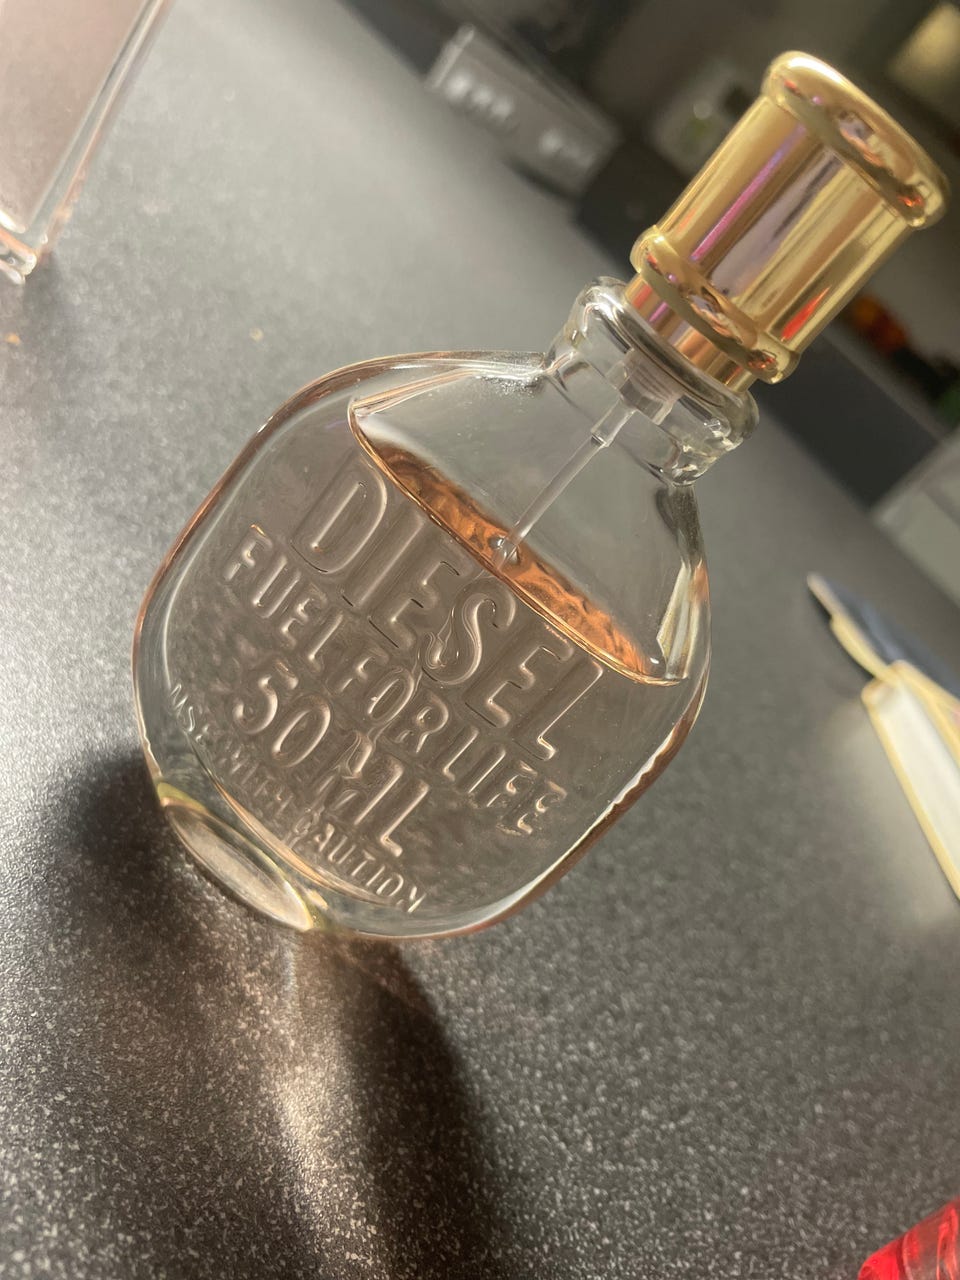 DIESEL
FUEL FOR LIFE
50 ML
USE WITH CAUTION